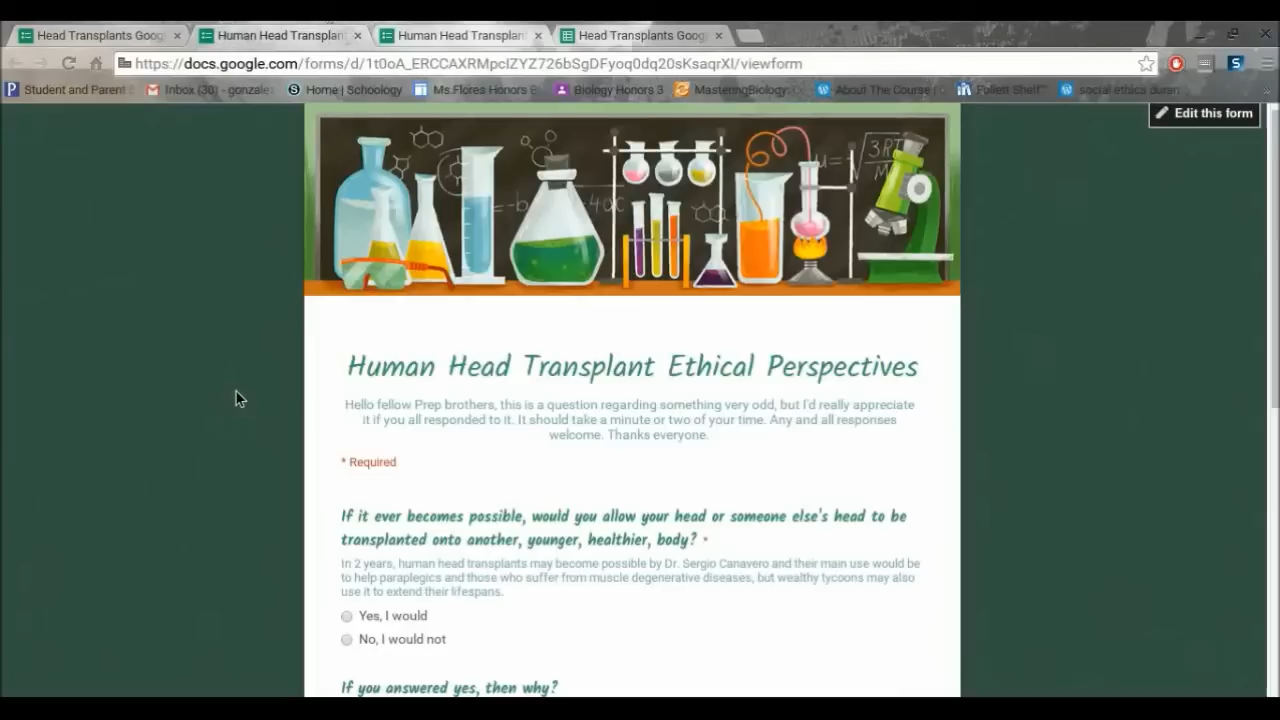 Head Transplants Goog
Human Head Transplan
Human Head Transplan
Head Transplants Goog
https://docs.google.com/forms/d/1t0oA_ERCCAXRMpcIZYZ726bSgDFyoq0dq20sKsaqrXI/viewform
Student and Parent
Inbox (30) - gonzale
Home | Schoology
Ms.Flores Honors
Biology Honors 3
MasteringBiology:
About The Course |
Follett Shelf™
social ethics duren
Edit this form
Human Head Transplant Ethical Perspectives
Hello fellow Prep brothers, this is a question regarding something very odd, but I'd really appreciate
it if you all responded to it. It should take a minute or two of your time. Any and all responses
welcome. Thanks everyone.
* Required
If it ever becomes possible, would you allow your head or someone else's head to be
transplanted onto another, younger, healthier, body? *
In 2 years, human head transplants may become possible by Dr. Sergio Canavero and their main use would be
to help paraplegics and those who suffer from muscle degenerative diseases, but wealthy tycoons may also
use it to extend their lifespans.
Yes, I would
No, I would not
If you answered yes, then why?